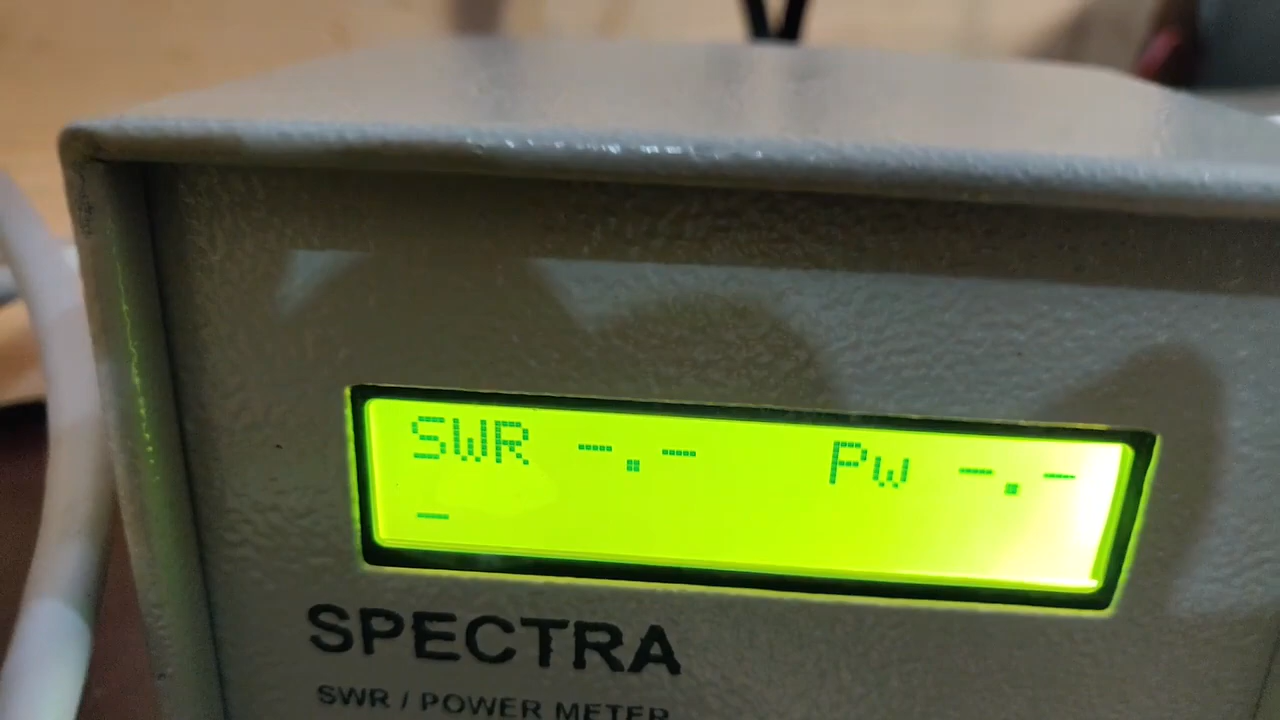 SWR -.- Pw -.-
-
SPECTRA
SWR / POWER METER